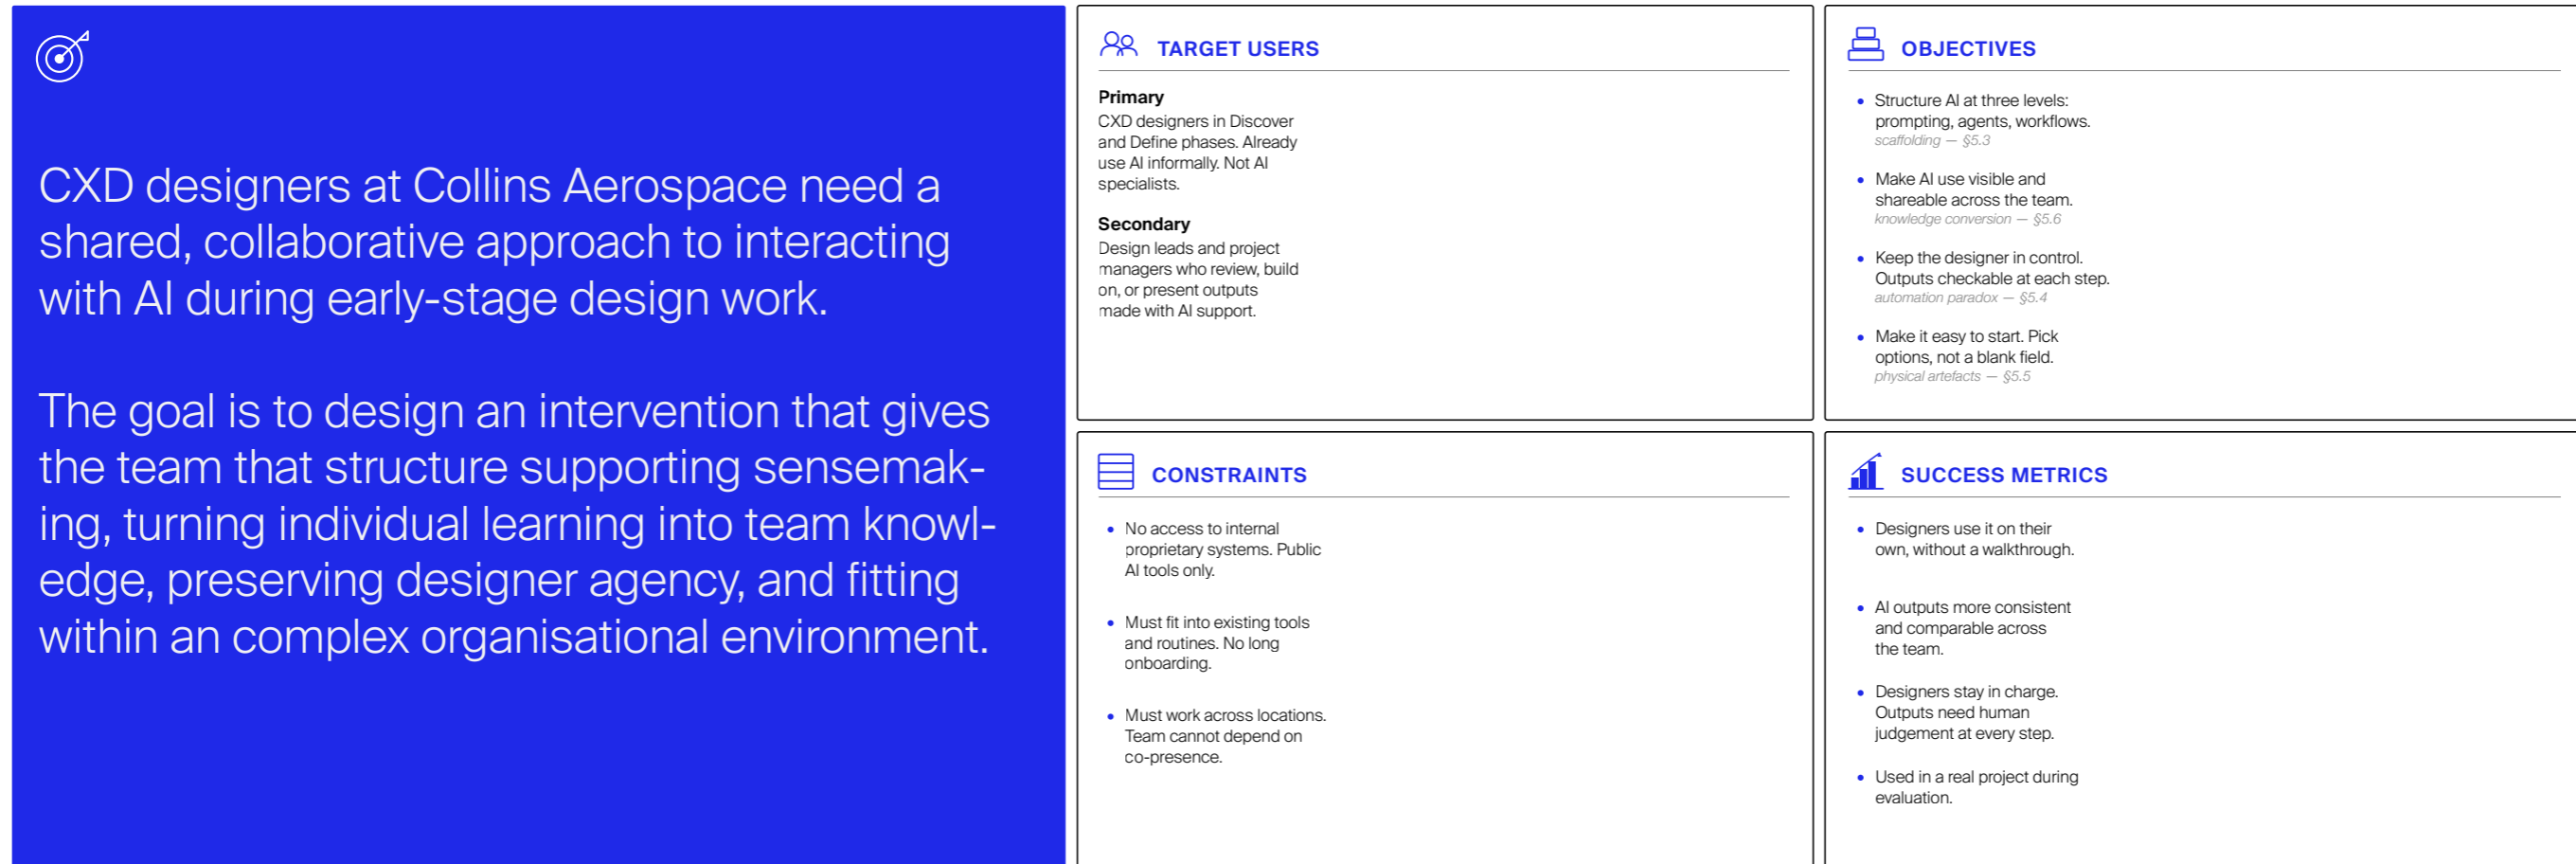 CXD designers at Collins Aerospace need a
shared, collaborative approach to interacting
with AI during early-stage design work.
The goal is to design an intervention that gives
the team that structure supporting sensemak-
ing, turning individual learning into team knowl-
edge, preserving designer agency, and fitting
within an complex organisational environment.
TARGET USERS
Primary
CXD designers in Discover
and Define phases. Already
use AI informally. Not AI
specialists.
Secondary
Design leads and project
managers who review, build
on, or present outputs
made with AI support.
OBJECTIVES
• Structure AI at three levels:
prompting, agents, workflows.
scaffolding — §5.3
• Make AI use visible and
shareable across the team.
knowledge conversion — §5.6
• Keep the designer in control.
Outputs checkable at each step.
automation paradox — §5.4
• Make it easy to start. Pick
options, not a blank field.
physical artefacts — §5.5
CONSTRAINTS
• No access to internal
proprietary systems. Public
AI tools only.
• Must fit into existing tools
and routines. No long
onboarding.
• Must work across locations.
Team cannot depend on
co-presence.
SUCCESS METRICS
• Designers use it on their
own, without a walkthrough.
• AI outputs more consistent
and comparable across
the team.
• Designers stay in charge.
Outputs need human
judgement at every step.
• Used in a real project during
evaluation.